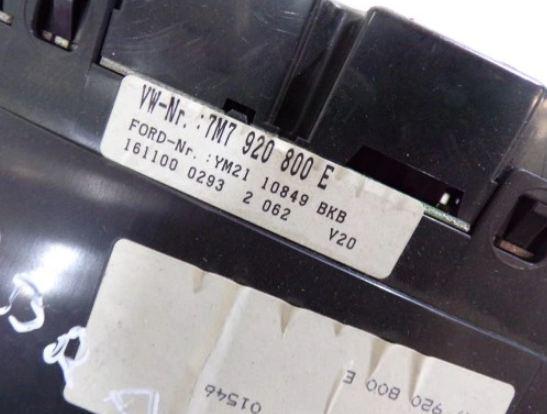 VW-Nr. :7M7 920 800 E
FORD-Nr. :YM21 10849 BKB
161100 0293 2 062 V20
920 800 E
01546